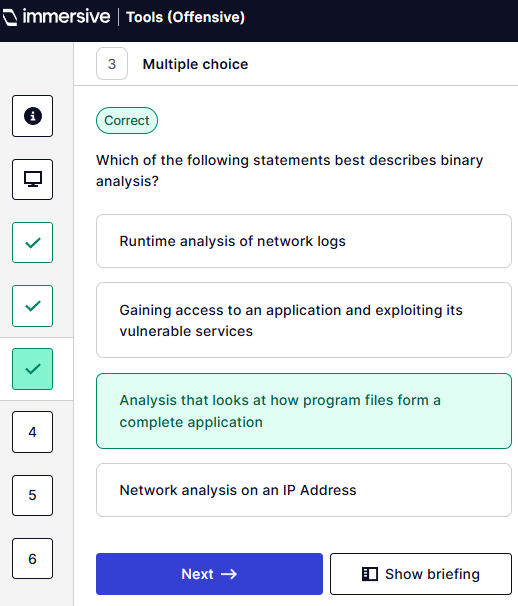 immersive | Tools (Offensive)
3 Multiple choice
Correct
Which of the following statements best describes binary
analysis?
Runtime analysis of network logs
Gaining access to an application and exploiting its
vulnerable services
Analysis that looks at how program files form a
complete application
Network analysis on an IP Address
4
5
6
Next →
Show briefing